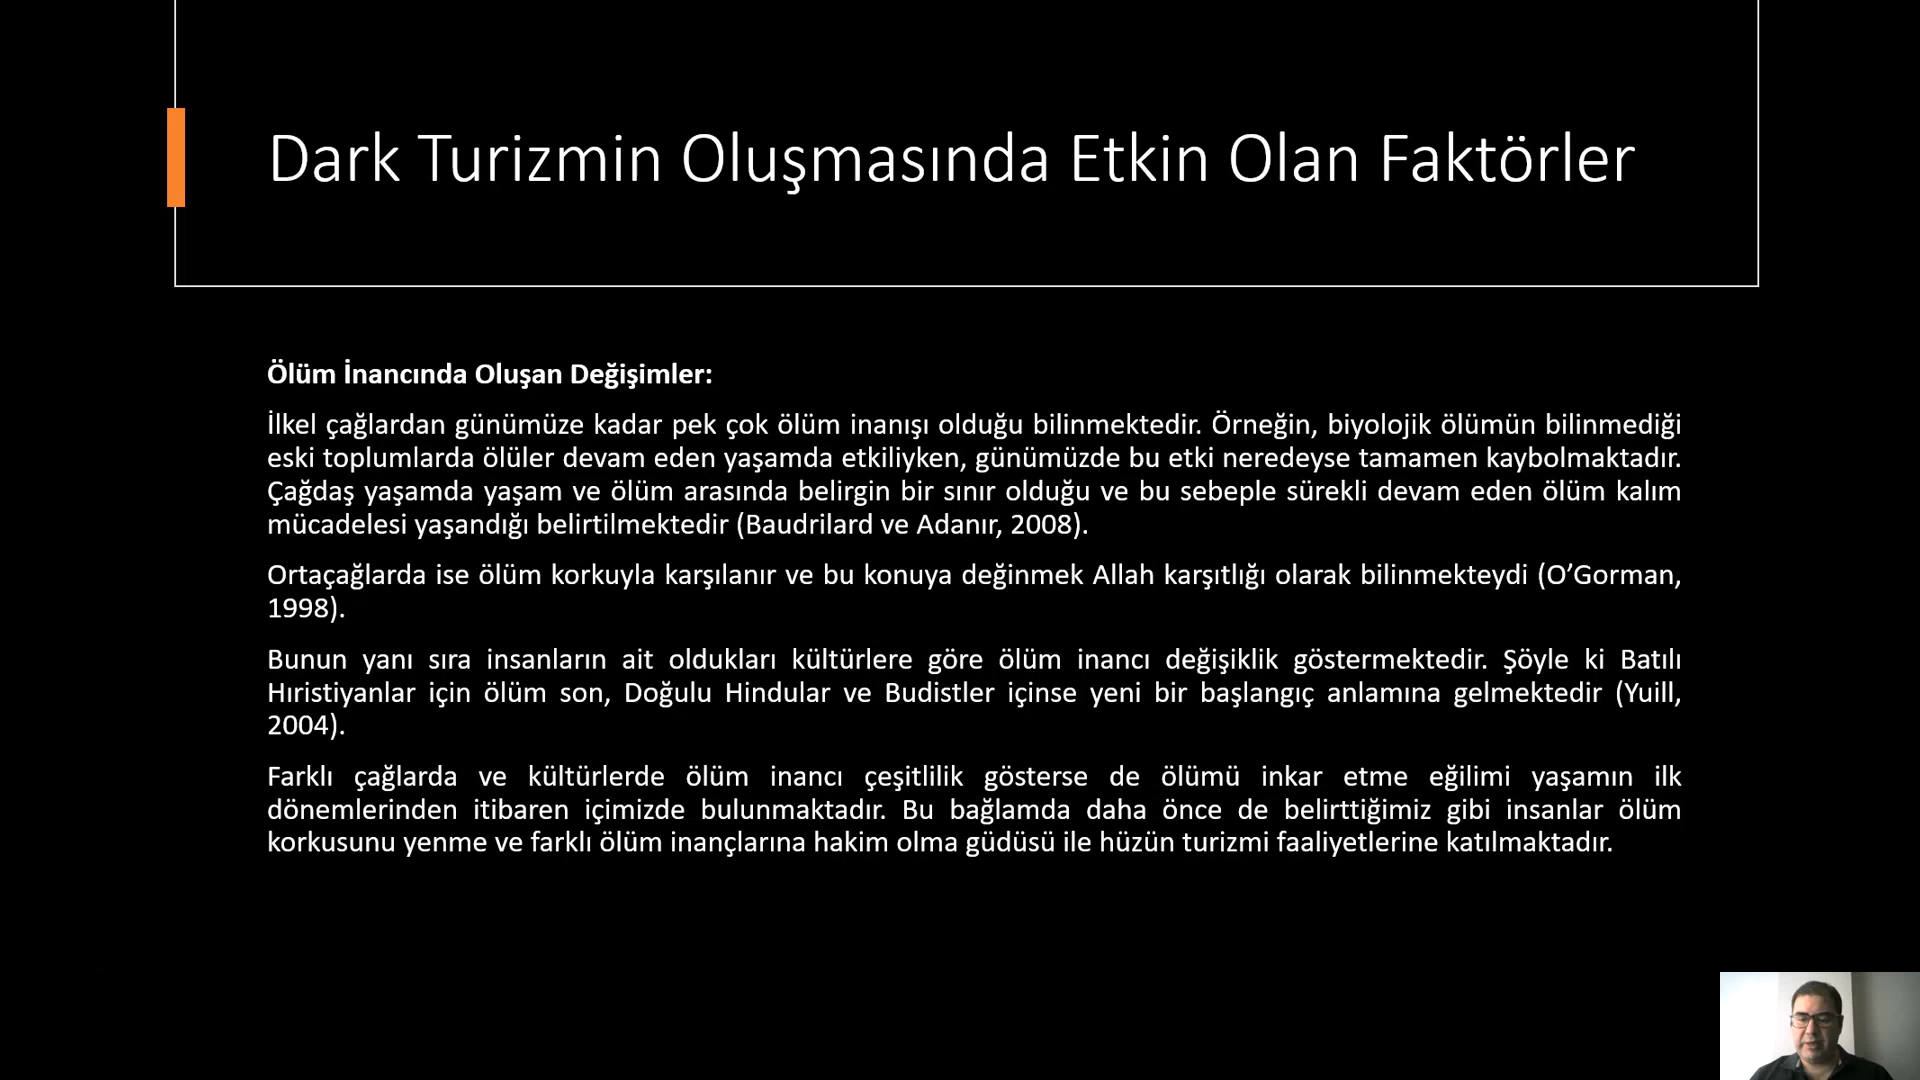 Dark Turizmin Oluşmasında Etkin Olan Faktörler
Ölüm İnancında Oluşan Değişimler:
İlkel çağlardan günümüze kadar pek çok ölüm inanışı olduğu bilinmektedir. Örneğin, biyolojik ölümün bilinmediği
eski toplumlarda ölüler devam eden yaşamda etkiliyken, günümüzde bu etki neredeyse tamamen kaybolmaktadır.
Çağdaş yaşamda yaşam ve ölüm arasında belirgin bir sınır olduğu ve bu sebeple sürekli devam eden ölüm kalım
mücadelesi yaşandığı belirtilmektedir (Baudrilard ve Adanır, 2008).
Ortaçağlarda ise ölüm korkuyla karşılanır ve bu konuya değinmek Allah karşıtlığı olarak bilinmekteydi (O’Gorman,
1998).
Bunun yanı sıra insanların ait oldukları kültürlere göre ölüm inancı değişiklik göstermektedir. Şöyle ki Batılı
Hıristiyanlar için ölüm son, Doğulu Hindular ve Budistler içinse yeni bir başlangıç anlamına gelmektedir (Yuill,
2004).
Farklı çağlarda ve kültürlerde ölüm inancı çeşitlilik gösterse de ölümü inkar etme eğilimi yaşamın ilk
dönemlerinden itibaren içimizde bulunmaktadır. Bu bağlamda daha önce de belirttiğimiz gibi insanlar ölüm
korkusunu yenme ve farklı ölüm inançlarına hakim olma güdüsü ile hüzün turizmi faaliyetlerine katılmaktadır.